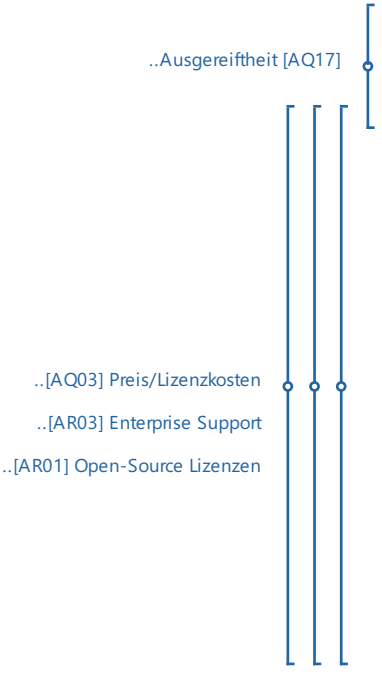 ..Ausgereiftheit [AQ17]
..[AQ03] Preis/Lizenzkosten
..[AR03] Enterprise Support
..[AR01] Open-Source Lizenzen